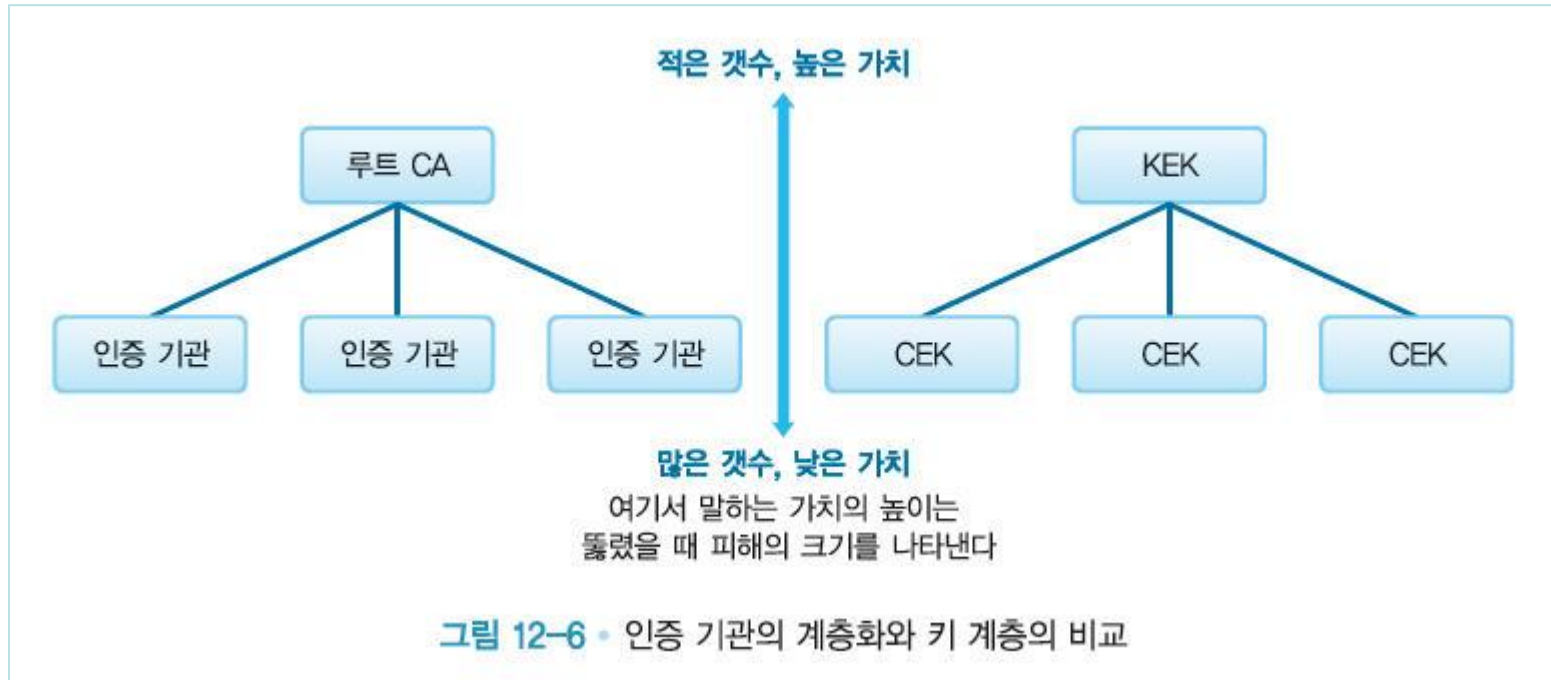 적은 갯수, 높은 가치
루트 CA
KEK
인증 기관
인증 기관
인증 기관
CEK
CEK
CEK
많은 갯수, 낮은 가치
여기서 말하는 가치의 높이는
뚫렸을 때 피해의 크기를 나타낸다
그림 12-6 • 인증 기관의 계층화와 키 계층의 비교